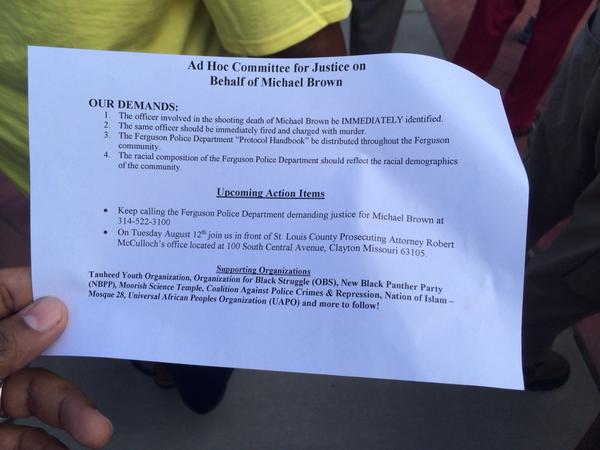 Ad Hoc Committee for Justice on
Behalf of Michael Brown
OUR DEMANDS:
1. The officer involved in the shooting death of Michael Brown be IMMEDIATELY identified.
2. The same officer should be immediately fired and charged with murder.
3. The Ferguson Police Department "Protocol Handbook" be distributed throughout the Ferguson
community.
4. The racial composition of the Ferguson Police Department should reflect the racial demographics
of the community.
Upcoming Action Items
• Keep calling the Ferguson Police Department demanding justice for Michael Brown at
314-522-3100
• On Tuesday August 12th join us in front of St. Louis County Prosecuting Attorney Robert
McCulloch's office located at 100 South Central Avenue, Clayton Missouri 63105.
Supporting Organizations
Tauheed Youth Organization, Organization for Black Struggle (OBS), New Black Panther Party
(NBPP), Moorish Science Temple, Coalition Against Police Crimes & Repression, Nation of Islam –
Mosque 28, Universal African Peoples Organization (UAPO) and more to follow!